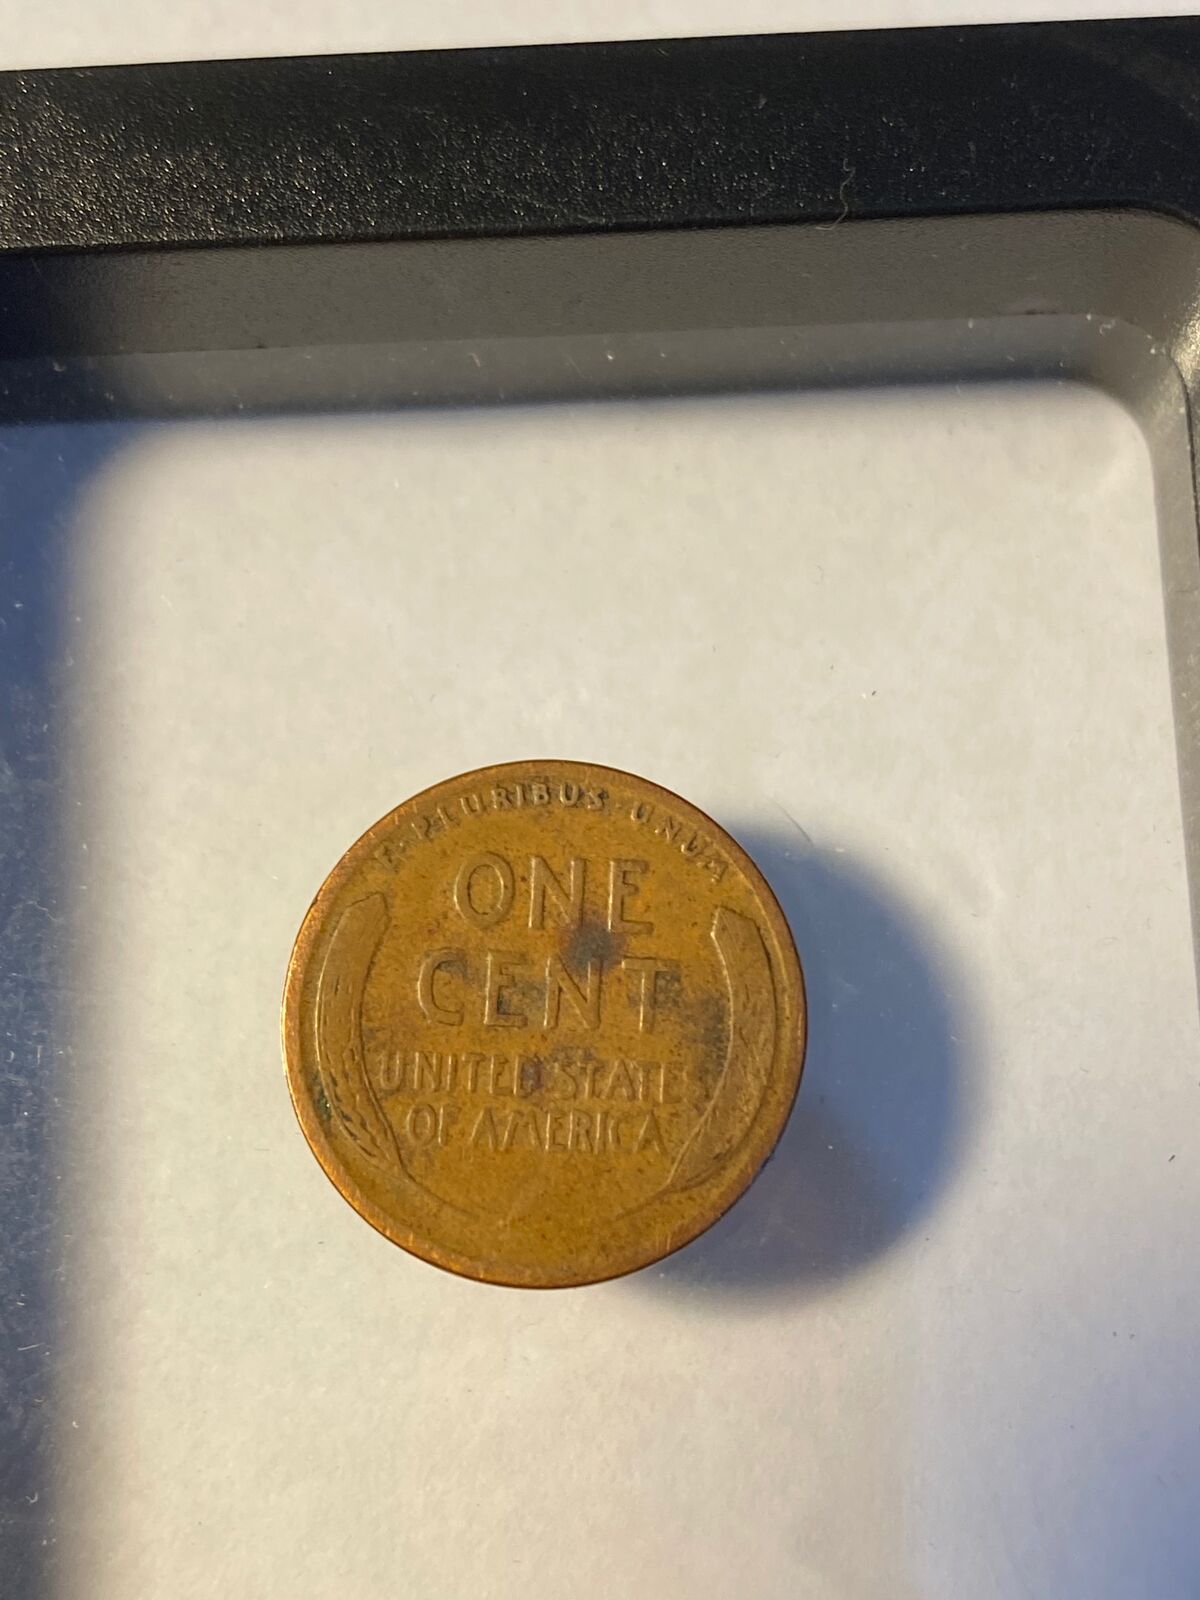 E·PLURIBUS·UNUM
ONE
CENT
UNITED STATES
OF AMERICA